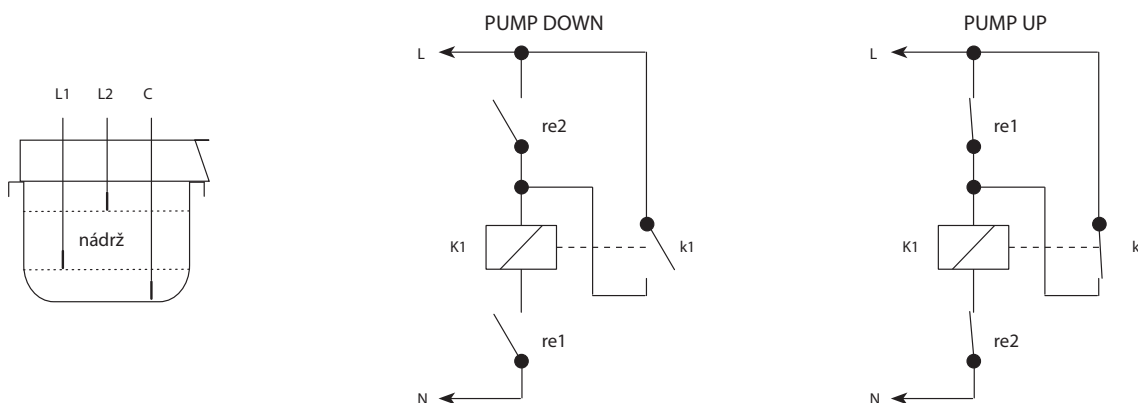 L1 L2 C
nádrž
PUMP DOWN
L
re2
K1
k1
re1
N
PUMP UP
L
re1
K1
k
re2
N